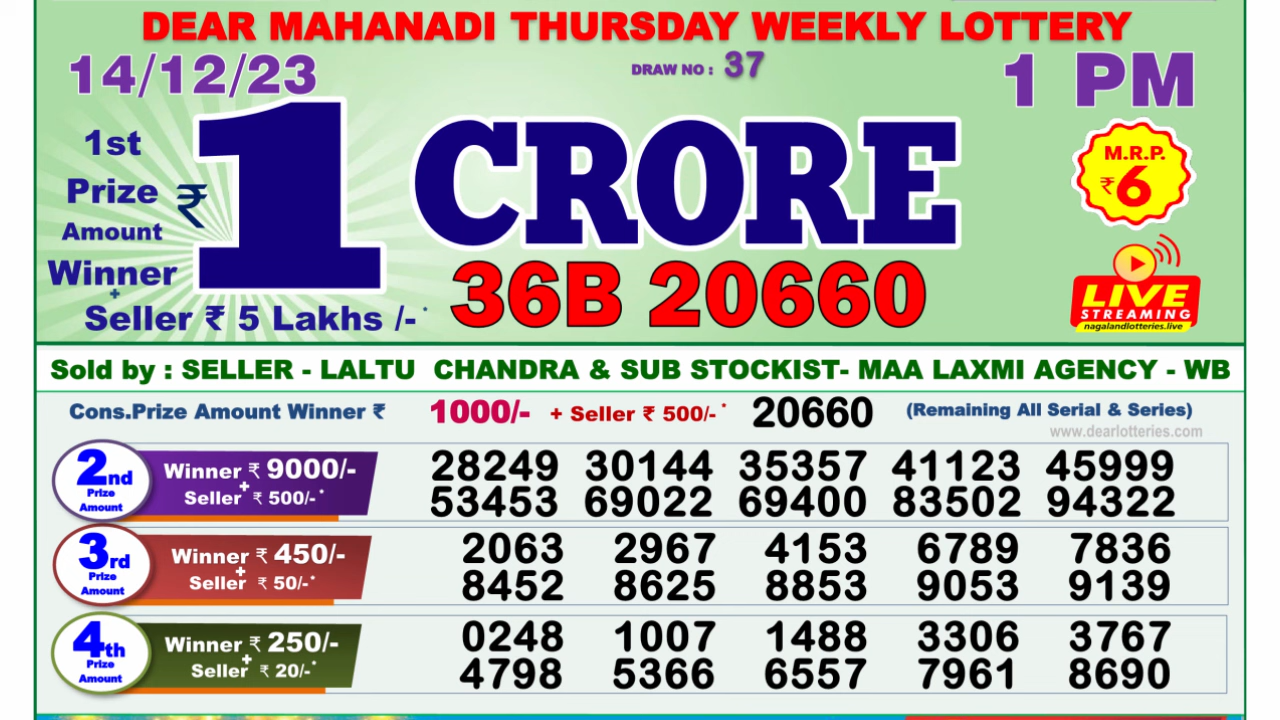 DEAR MAHANADI THURSDAY WEEKLY LOTTERY
14/12/23
DRAW NO : 37
1 PM
1st
Prize
Amount
Winner
+
Seller ₹ 5 Lakhs /- *
₹ 1 CRORE
36B 20660
M.R.P.
₹6
LIVE
STREAMING
nagalandlotteries.live
Sold by : SELLER - LALTU CHANDRA & SUB STOCKIST- MAA LAXMI AGENCY - WB
Cons.Prize Amount Winner ₹ 1000/- + Seller ₹ 500/- * 20660 (Remaining All Serial & Series)
www.dearlotteries.com
2nd
Prize
Amount
Winner ₹ 9000/-
+
Seller ₹ 500/- *
28249 30144 35357 41123 45999
53453 69022 69400 83502 94322
3rd
Prize
Amount
Winner ₹ 450/-
+
Seller ₹ 50/- *
2063 2967 4153 6789 7836
8452 8625 8853 9053 9139
4th
Prize
Amount
Winner ₹ 250/-
+
Seller ₹ 20/- *
0248 1007 1488 3306 3767
4798 5366 6557 7961 8690